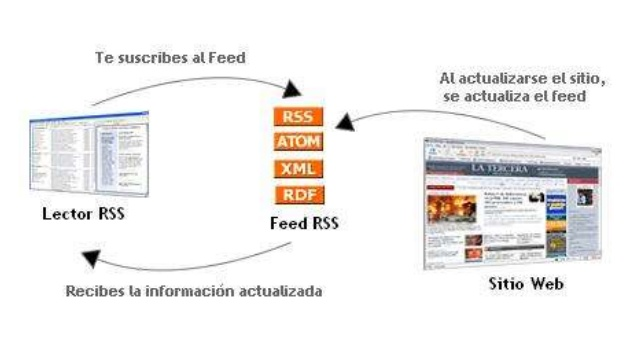 Te suscribes al Feed
Al actualizarse el sitio,
se actualiza el feed
RSS
ATOM
XML
RDF
LA TERCERA
Lector RSS
Feed RSS
Sitio Web
Recibes la información actualizada